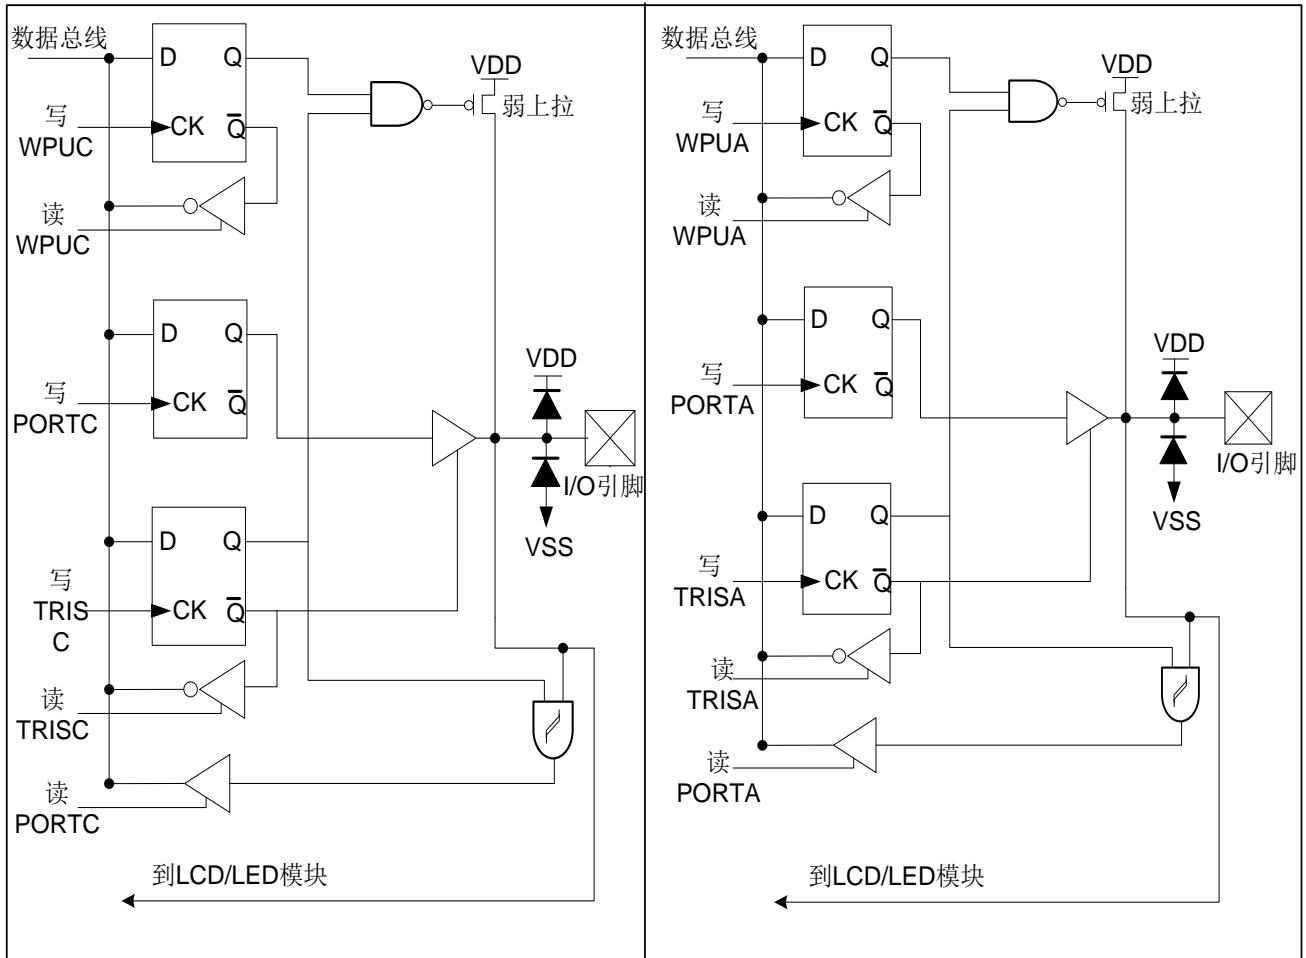 数据总线
D Q
VDD
弱上拉
写
WPUC
CK Q
读
WPUC
D Q
写
PORTC
CK Q
VDD
I/O引脚
VSS
D Q
写
TRIS
C
CK Q
读
TRISC
读
PORTC
到LCD/LED模块
数据总线
D Q
VDD
弱上拉
写
WPUA
CK Q
读
WPUA
D Q
写
PORTA
CK Q
VDD
I/O引脚
VSS
D Q
写
TRISA
CK Q
读
TRISA
读
PORTA
到LCD/LED模块